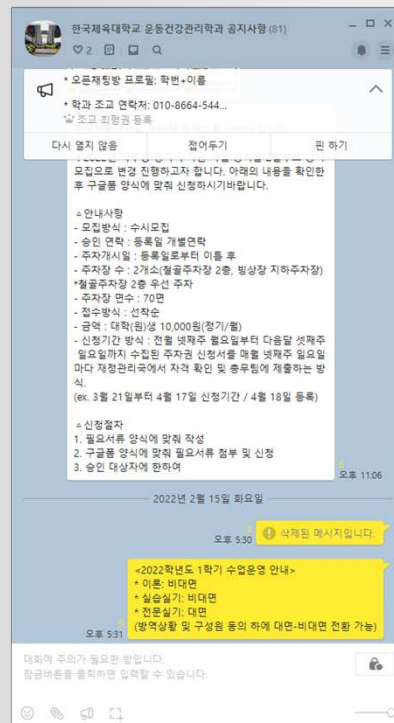 한국체육대학교 운동건강관리학과 공지사항 (81)
2
* 오픈채팅방 프로필: 학번+이름
* 학과 조교 연락처: 010-8664-544...
조교 최형권 등록
다시 열지 않음 접어두기 핀 하기
모집으로 변경 진행하고자 합니다. 아래의 내용을 확인한
후 구글폼 양식에 맞춰 신청하시기바랍니다.
▵안내사항
- 모집방식 : 수시모집
- 승인 연락 : 등록일 개별연락
- 주차개시일 : 등록일로부터 이틀 후
- 주차장 수 : 2개소(철골주차장 2층, 빙상장 지하주차장)
*철골주차장 2층 우선 주차
- 주차장 면수 : 70면
- 접수방식 : 선착순
- 금액 : 대학(원)생 10,000원(정기/월)
- 신청기간 방식 : 전월 넷째주 월요일부터 다음달 셋째주
일요일까지 수집된 주차권 신청서를 매월 넷째주 일요일
마다 재정관리국에서 자격 확인 및 총무팀에 제출하는 방
식.
(ex. 3월 21일부터 4월 17일 신청기간 / 4월 18일 등록)
▵신청절자
1. 필요서류 양식에 맞춰 작성
2. 구글폼 양식에 맞춰 필요서류 첨부 및 신청
3. 승인 대상자에 한하여
오후 11:06
2022년 2월 15일 화요일
삭제된 메시지입니다.
오후 5:30
<2022학년도 1학기 수업운영 안내>
* 이론: 비대면
* 실습실기: 비대면
* 전문실기: 대면
(방역상황 및 구성원 동의 하에 대면-비대면 전환 가능)
오후 5:31
대화에 주의가 필요한 방입니다.
잠금버튼을 클릭하면 입력할 수 있습니다.